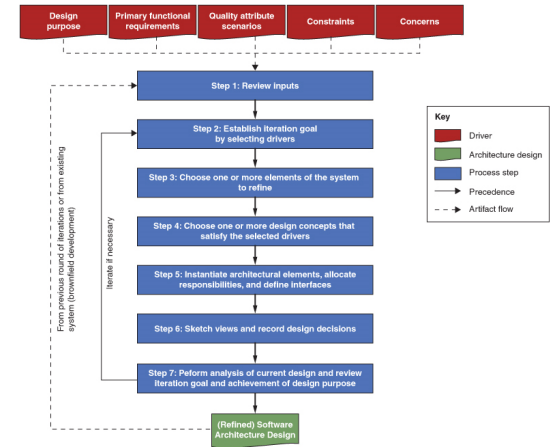 Design
purpose
Primary functional
requirements
Quality attribute
scenarios
Constraints
Concerns
Step 1: Review inputs
Step 2: Establish iteration goal
by selecting drivers
Step 3: Choose one or more elements of the system
to refine
Step 4: Choose one or more design concepts that
satisfy the selected drivers
Step 5: Instantiate architectural elements, allocate
responsibilities, and define interfaces
Step 6: Sketch views and record design decisions
Step 7: Peform analysis of current design and review
iteration goal and achievement of design purpose
(Refined) Software
Architecture Design
From previous round of iterations or from existing
system (brownfield development)
Iterate if necessary
Key
Driver
Architecture design
Process step
Precedence
Artifact flow